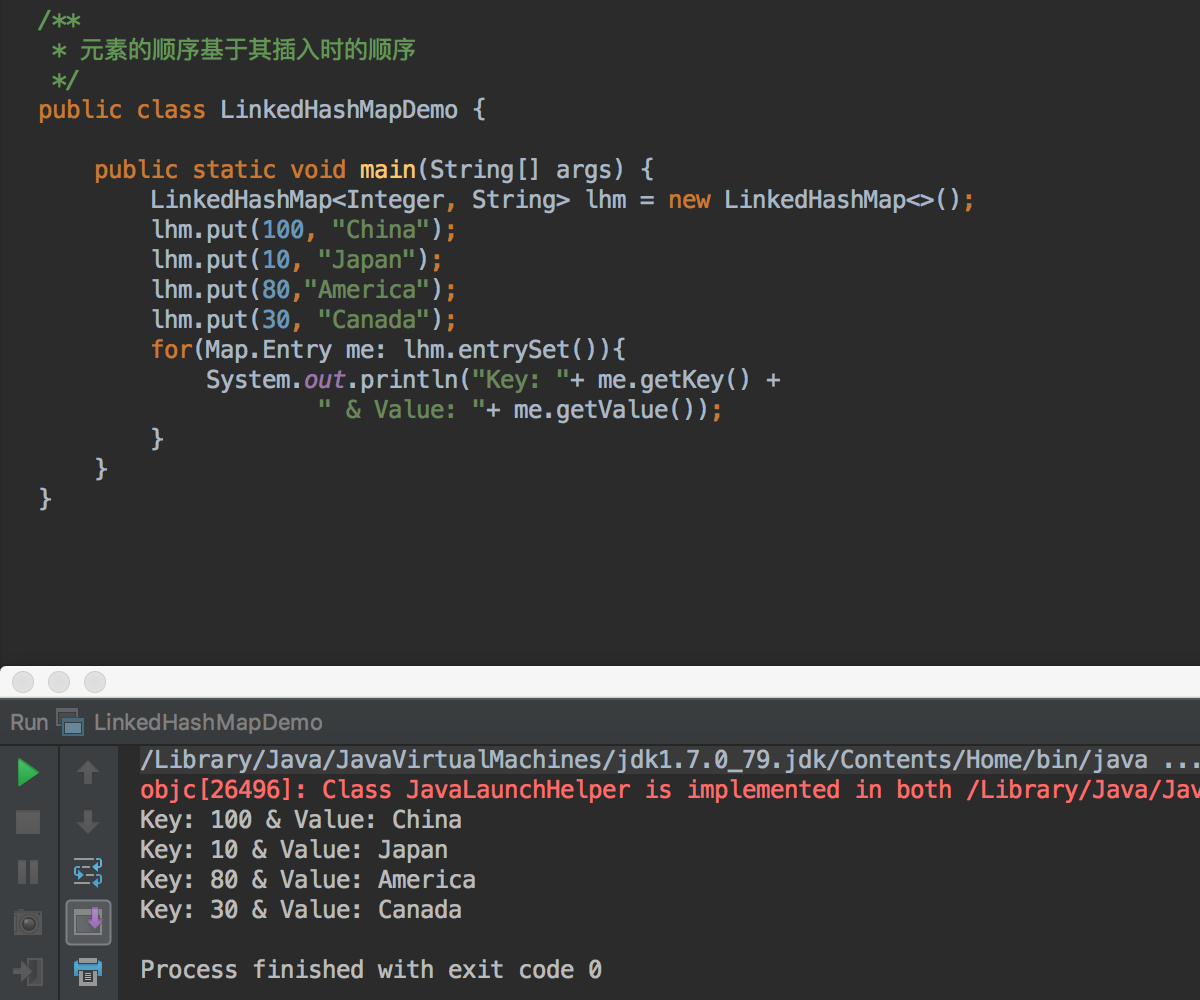 /**
 * 元素的顺序基于其插入时的顺序
 */
public class LinkedHashMapDemo {
    public static void main(String[] args) {
        LinkedHashMap<Integer, String> lhm = new LinkedHashMap<>();
        lhm.put(100, "China");
        lhm.put(10, "Japan");
        lhm.put(80,"America");
        lhm.put(30, "Canada");
        for(Map.Entry me: lhm.entrySet()){
            System.out.println("Key: "+ me.getKey() +
                    " & Value: "+ me.getValue());
        }
    }
}
Run LinkedHashMapDemo
/Library/Java/JavaVirtualMachines/jdk1.7.0_79.jdk/Contents/Home/bin/java ...
objc[26496]: Class JavaLaunchHelper is implemented in both /Library/Java/Jav
Key: 100 & Value: China
Key: 10 & Value: Japan
Key: 80 & Value: America
Key: 30 & Value: Canada
Process finished with exit code 0